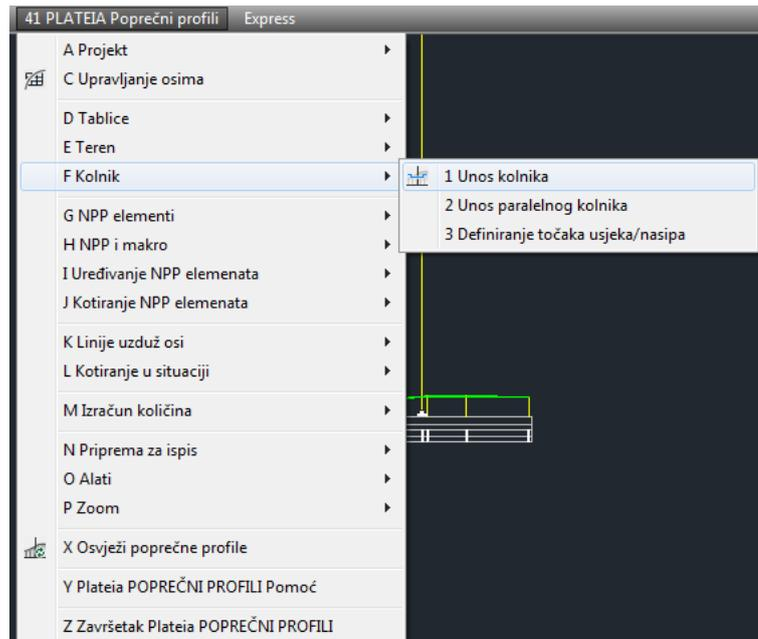 41 PLATEIA Poprečni profili Express
A Projekt
C Upravljanje osima
D Tablice
E Teren
F Kolnik
1 Unos kolnika
2 Unos paralelnog kolnika
3 Definiranje točaka usjeka/nasipa
G NPP elementi
H NPP i makro
I Uređivanje NPP elemenata
J Kotiranje NPP elemenata
K Linije uzduž osi
L Kotiranje u situaciji
M Izračun količina
N Priprema za ispis
O Alati
P Zoom
X Osvježi poprečne profile
Y Plateia POPREČNI PROFILI Pomoć
Z Završetak Plateia POPREČNI PROFILI